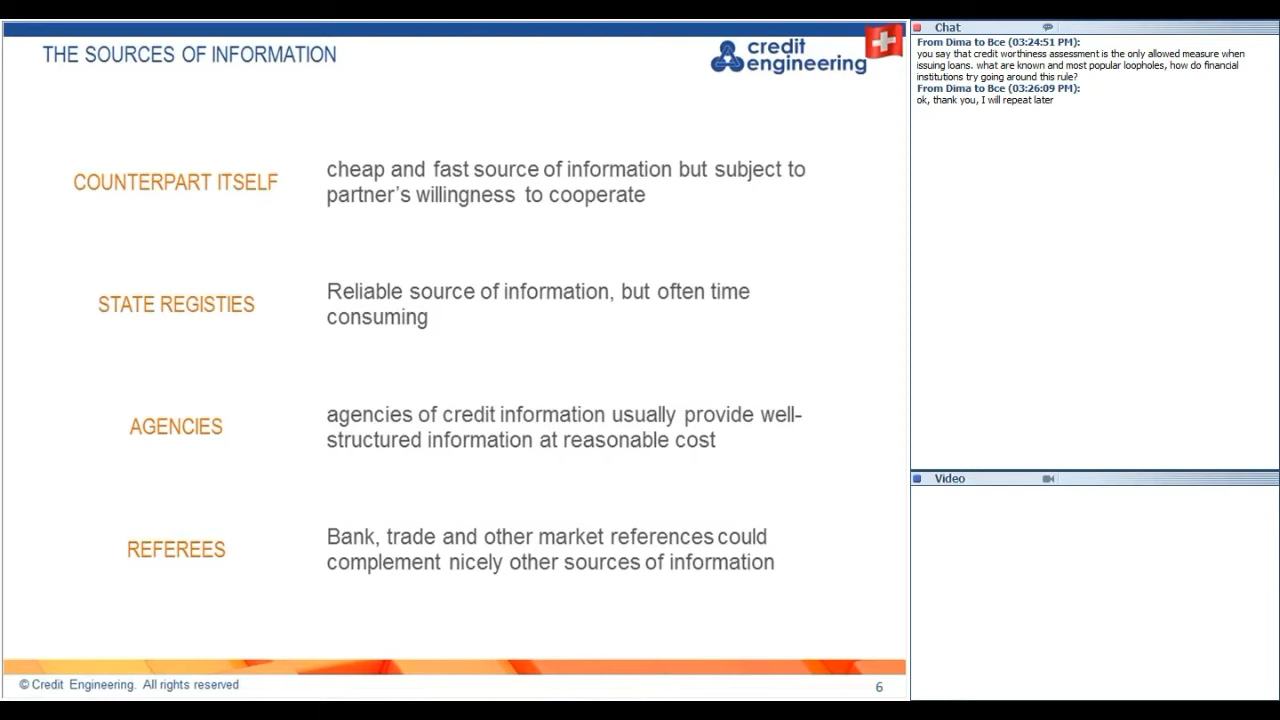 THE SOURCES OF INFORMATION
credit
engineering
COUNTERPART ITSELF
cheap and fast source of information but subject to
partner's willingness to cooperate
STATE REGISTIES
Reliable source of information, but often time
consuming
AGENCIES
agencies of credit information usually provide well-
structured information at reasonable cost
REFEREES
Bank, trade and other market references could
complement nicely other sources of information
© Credit Engineering. All rights reserved
6
Chat
From Dima to Все (03:24:51 PM):
you say that credit worthiness assessment is the only allowed measure when
issuing loans. what are known and most popular loopholes, how do financial
institutions try going around this rule?
From Dima to Все (03:26:09 PM):
ok, thank you, I will repeat later
Video